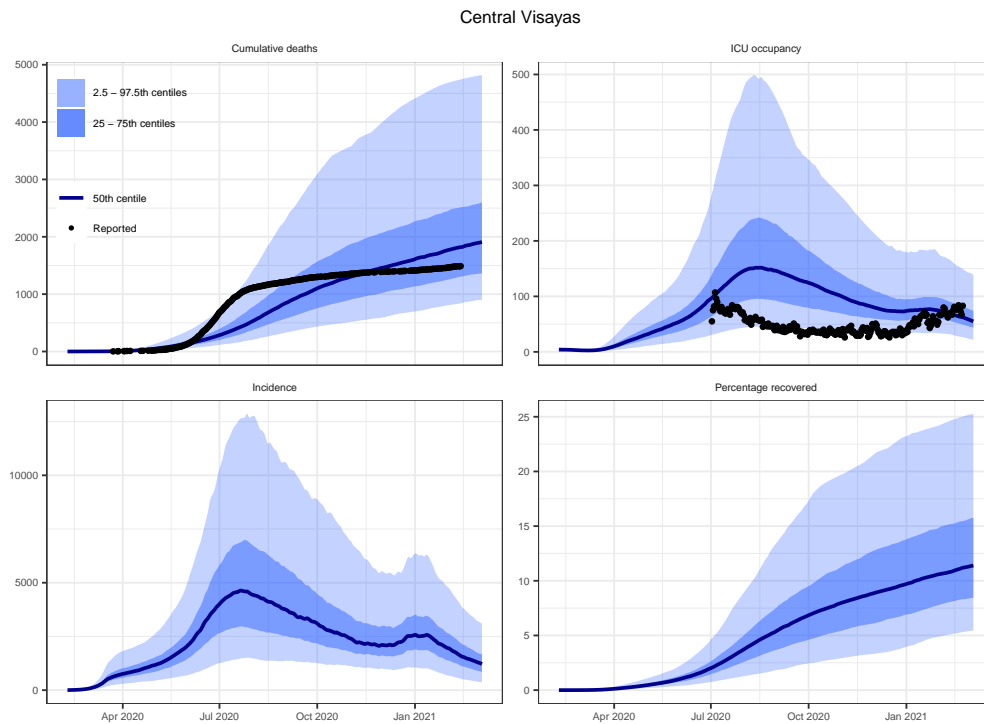 Central Visayas
Cumulative deaths
5000
4000
3000
2000
1000
0
2.5 – 97.5th centiles
25 – 75th centiles
50th centile
Reported
ICU occupancy
500
400
300
200
100
0
Incidence
10000
5000
0
Apr 2020 Jul 2020 Oct 2020 Jan 2021
Percentage recovered
25
20
15
10
5
0
Apr 2020 Jul 2020 Oct 2020 Jan 2021